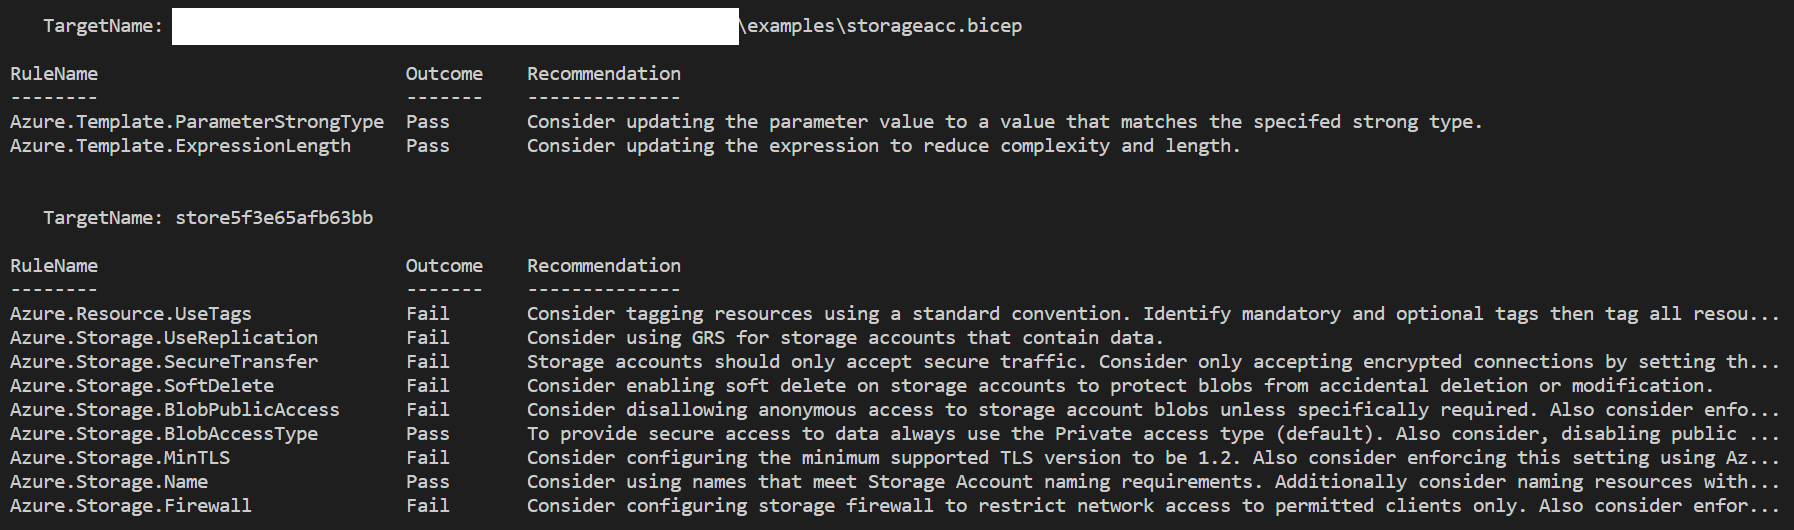 TargetName: \examples\storageacc.bicep
RuleName Outcome Recommendation
-------- ------- --------------
Azure.Template.ParameterStrongType Pass Consider updating the parameter value to a value that matches the specifed strong type.
Azure.Template.ExpressionLength Pass Consider updating the expression to reduce complexity and length.
TargetName: store5f3e65afb63bb
RuleName Outcome Recommendation
-------- ------- --------------
Azure.Resource.UseTags Fail Consider tagging resources using a standard convention. Identify mandatory and optional tags then tag all resou...
Azure.Storage.UseReplication Fail Consider using GRS for storage accounts that contain data.
Azure.Storage.SecureTransfer Fail Storage accounts should only accept secure traffic. Consider only accepting encrypted connections by setting th...
Azure.Storage.SoftDelete Fail Consider enabling soft delete on storage accounts to protect blobs from accidental deletion or modification.
Azure.Storage.BlobPublicAccess Fail Consider disallowing anonymous access to storage account blobs unless specifically required. Also consider enfo...
Azure.Storage.BlobAccessType Pass To provide secure access to data always use the Private access type (default). Also consider, disabling public ...
Azure.Storage.MinTLS Fail Consider configuring the minimum supported TLS version to be 1.2. Also consider enforcing this setting using Az...
Azure.Storage.Name Pass Consider using names that meet Storage Account naming requirements. Additionally consider naming resources with...
Azure.Storage.Firewall Fail Consider configuring storage firewall to restrict network access to permitted clients only. Also consider enfor...